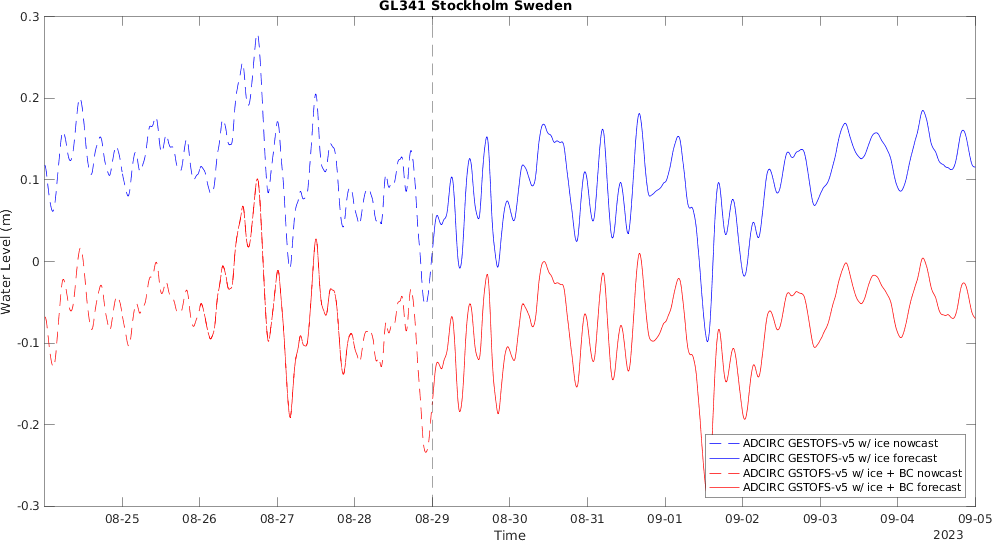 GL341 Stockholm Sweden
0.3
0.2
0.1
0
-0.1
-0.2
-0.3
Water Level (m)
ADCIRC GESTOFS-v5 w/ ice nowcast
ADCIRC GESTOFS-v5 w/ ice forecast
ADCIRC GSTOFS-v5 w/ ice + BC nowcast
ADCIRC GSTOFS-v5 w/ ice + BC forecast
08-25 08-26 08-27 08-28 08-29 08-30 08-31 09-01 09-02 09-03 09-04 09-05
Time
2023